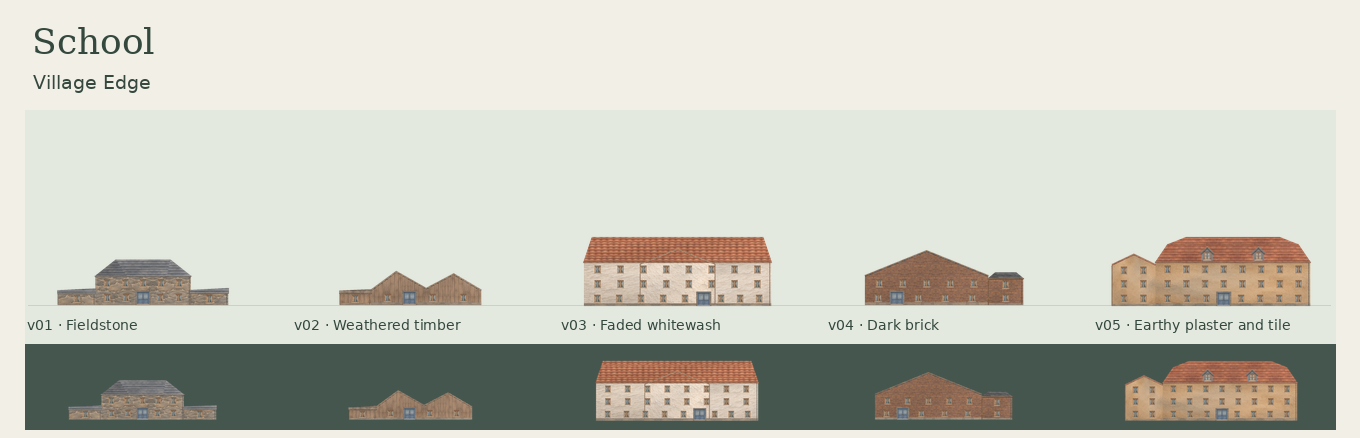 School
Village Edge
v01 · Fieldstone
v02 · Weathered timber
v03 · Faded whitewash
v04 · Dark brick
v05 · Earthy plaster and tile